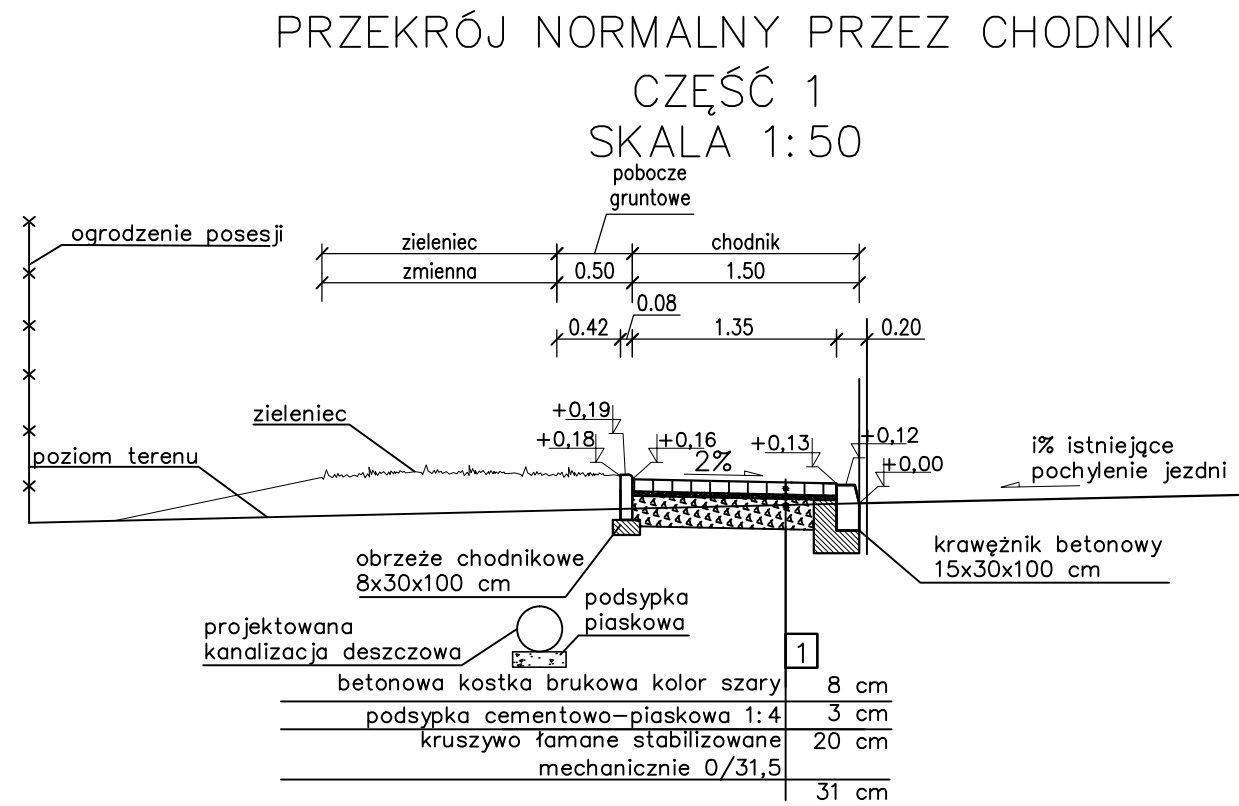 PRZEKRÓJ NORMALNY PRZEZ CHODNIK
CZĘŚĆ 1
SKALA 1:50
pobocze
gruntowe
ogrodzenie posesji
zieleniec
chodnik
zmienna
0.50
1.50
0.08
0.42
1.35
0.20
zieleniec
+0,19
+0,18
+0,16
+0,13
+0,12
2%
+0,00
i% istniejące
pochylenie jezdni
poziom terenu
obrzeże chodnikowe
8x30x100 cm
krawężnik betonowy
15x30x100 cm
podsypka
piaskowa
projektowana
kanalizacja deszczowa
1
betonowa kostka brukowa kolor szary 8 cm
podsypka cementowo-piaskowa 1:4 3 cm
kruszywo łamane stabilizowane 20 cm
mechanicznie 0/31,5
31 cm